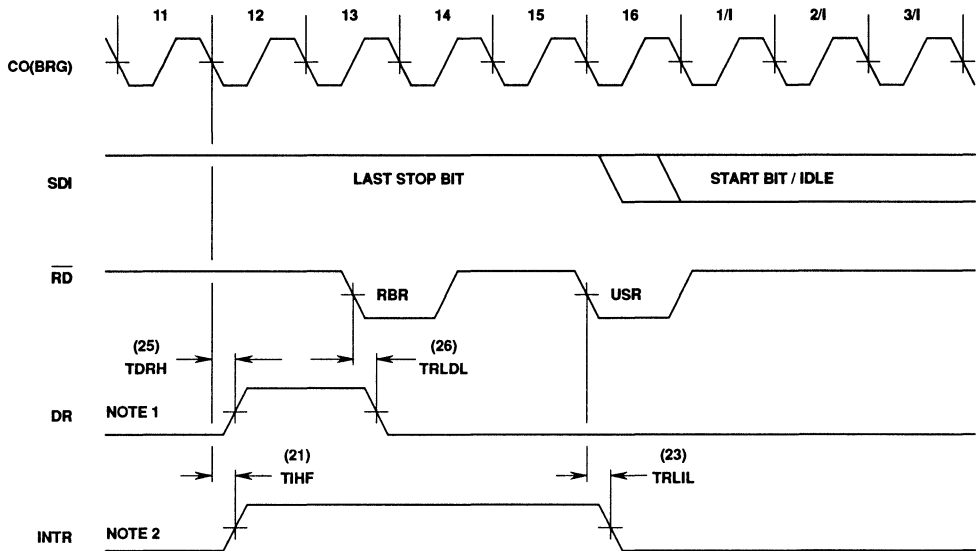 11 12 13 14 15 16 1/I 2/I 3/I
CO(BRG)
SDI LAST STOP BIT START BIT / IDLE
RD RBR USR
(25) (26)
TDRH TRLDL
DR NOTE 1
(21) (23)
TIHF TRLIL
INTR NOTE 2